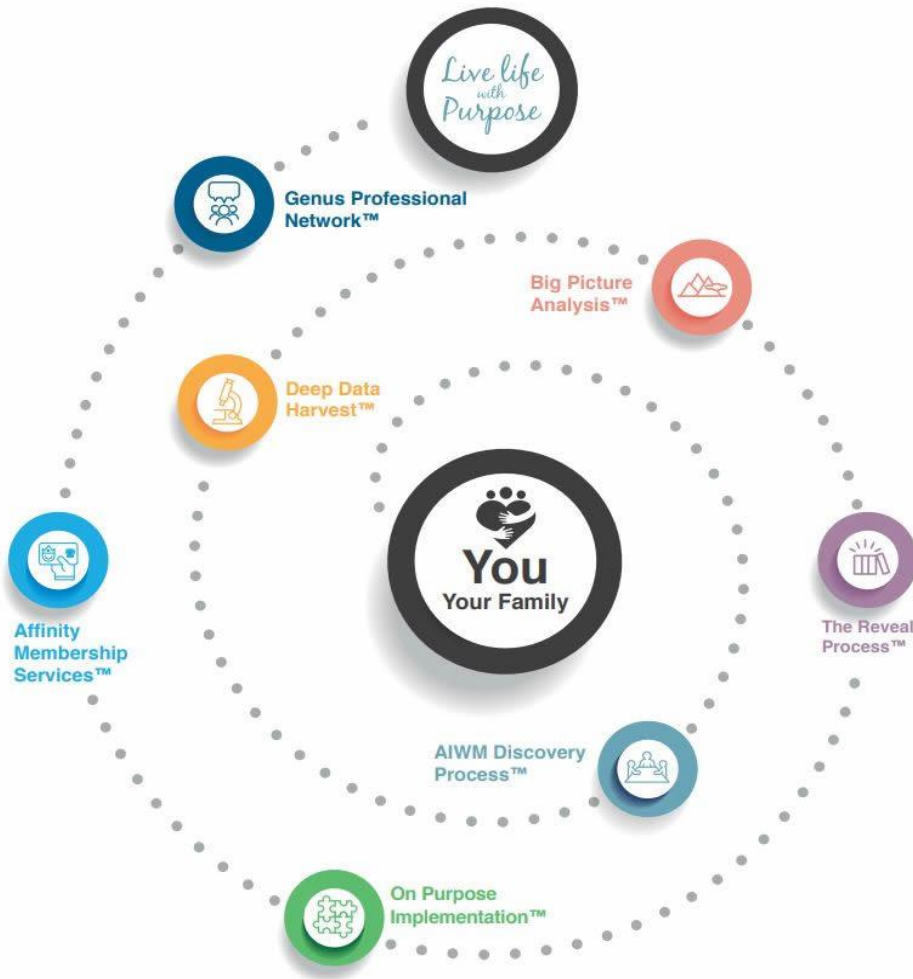 Live life
with
Purpose
Genus Professional
Network™
Big Picture
Analysis™
Deep Data
Harvest™
You
Your Family
Affinity
Membership
Services™
The Reveal
Process™
AIWM Discovery
Process™
On Purpose
Implementation™